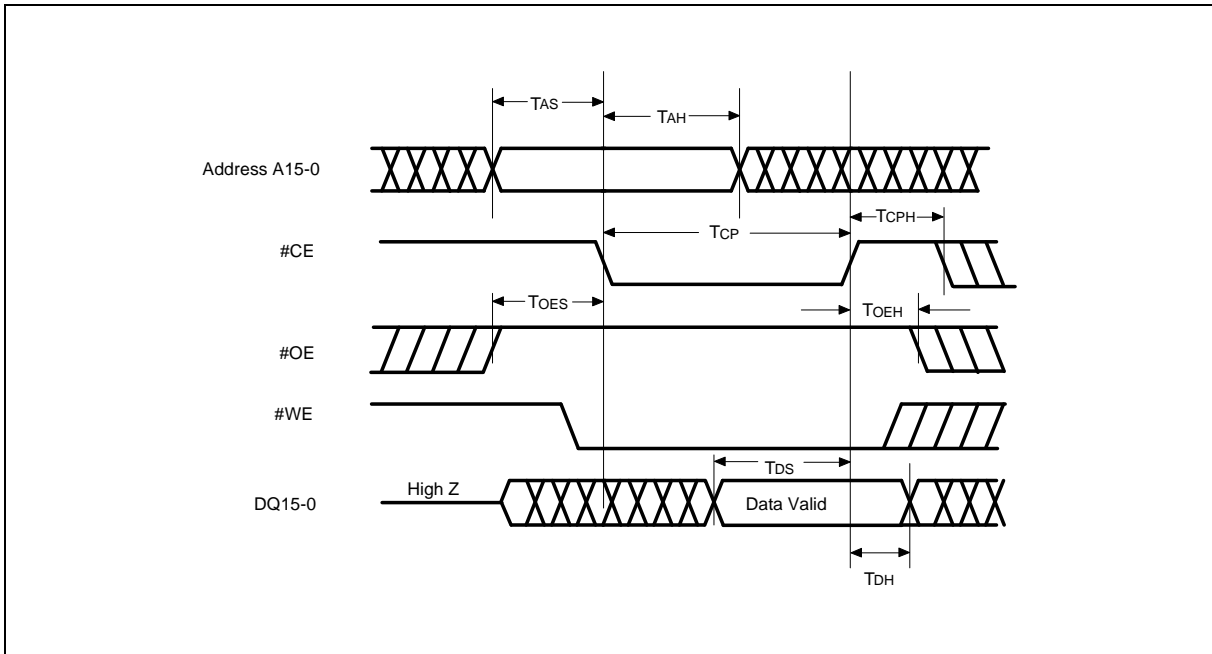 TAS
TAH
Address A15-0
TCPH
TCP
#CE
TOES
TOEH
#OE
#WE
TDS
High Z
Data Valid
DQ15-0
TDH